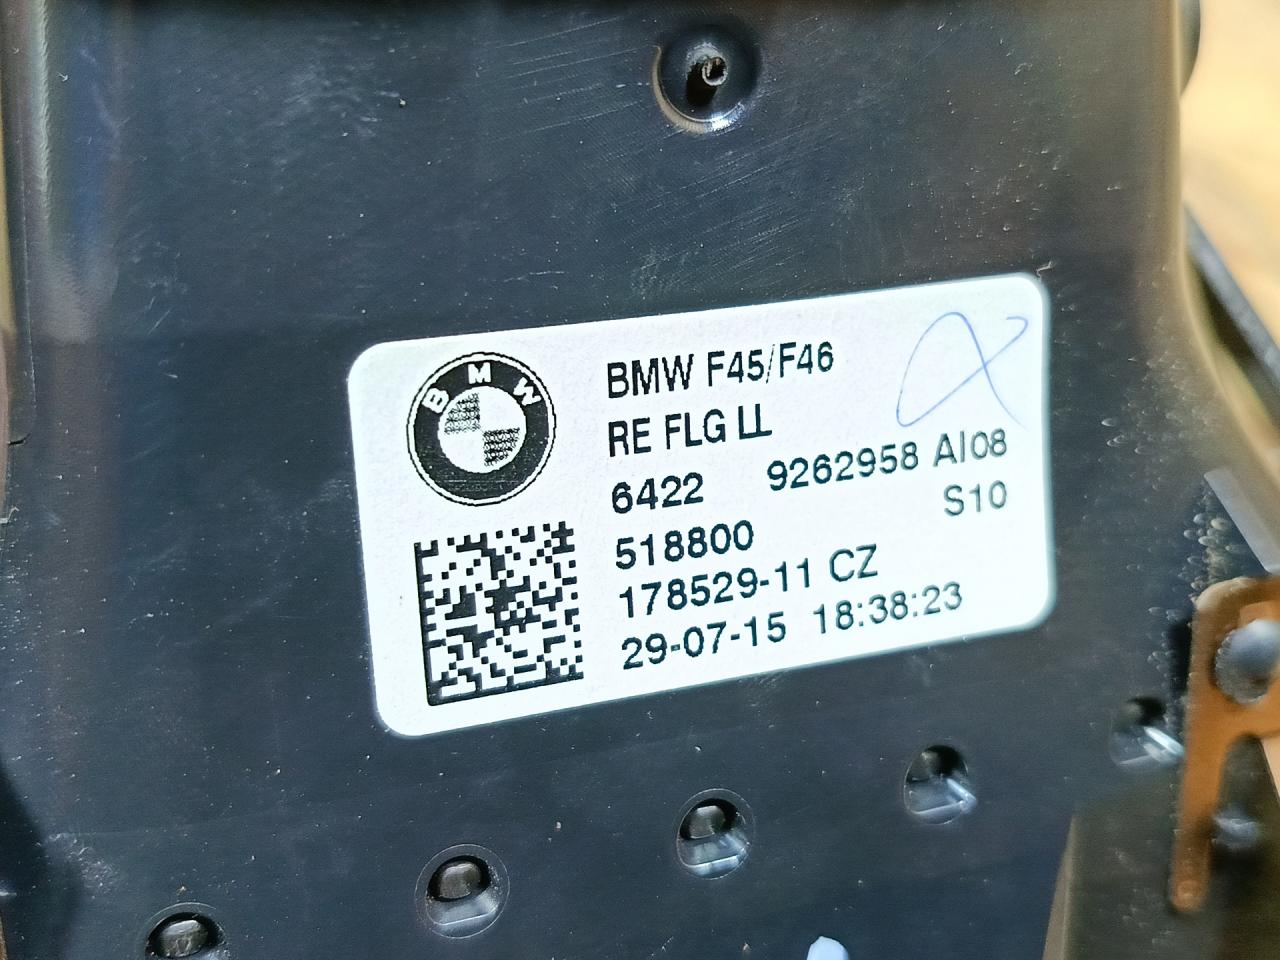 BMW
BMW F45/F46
RE FLG LL
6422 9262958 AI08
S10
518800
178529-11 CZ
29-07-15 18:38:23